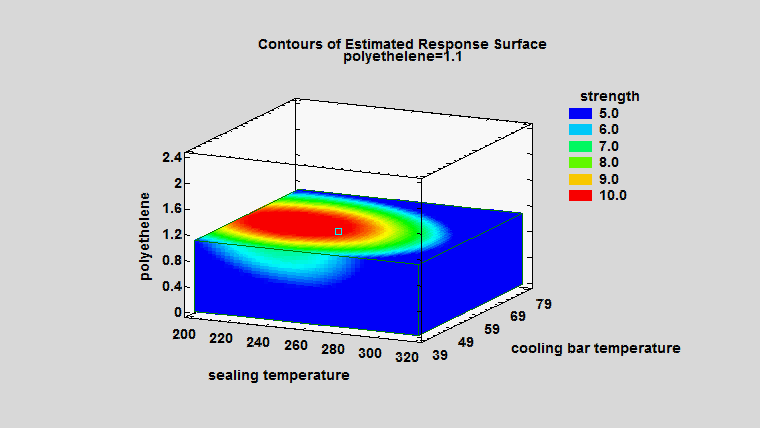 Contours of Estimated Response Surface
polyethelene=1.1
strength
5.0
6.0
7.0
8.0
9.0
10.0
polyethelene
2.4
2
1.6
1.2
0.8
0.4
0
200 220 240 260 280 300 320
sealing temperature
39 49 59 69 79
cooling bar temperature